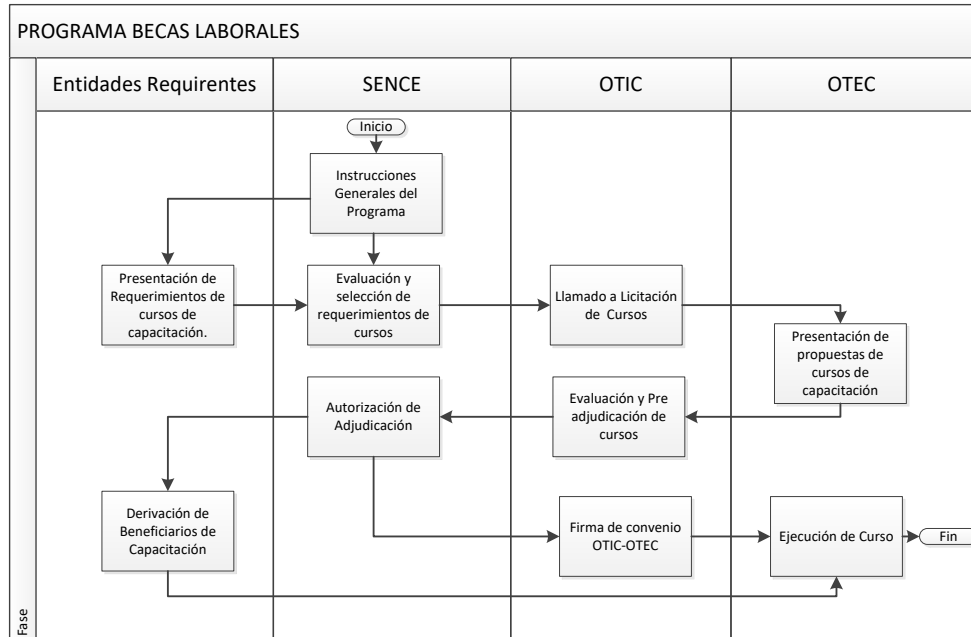 PROGRAMA BECAS LABORALES
Entidades Requirentes
SENCE
OTIC
OTEC
Inicio
Instrucciones
Generales del
Programa
Presentación de
Requerimientos de
cursos de
capacitación.
Evaluación y
selección de
requerimientos de
cursos
Llamado a Licitación
de Cursos
Presentación de
propuestas de
cursos de
capacitación
Evaluación y Pre
adjudicación de
cursos
Autorización de
Adjudicación
Derivación de
Beneficiarios de
Capacitación
Firma de convenio
OTIC-OTEC
Ejecución de Curso
Fin
Fase